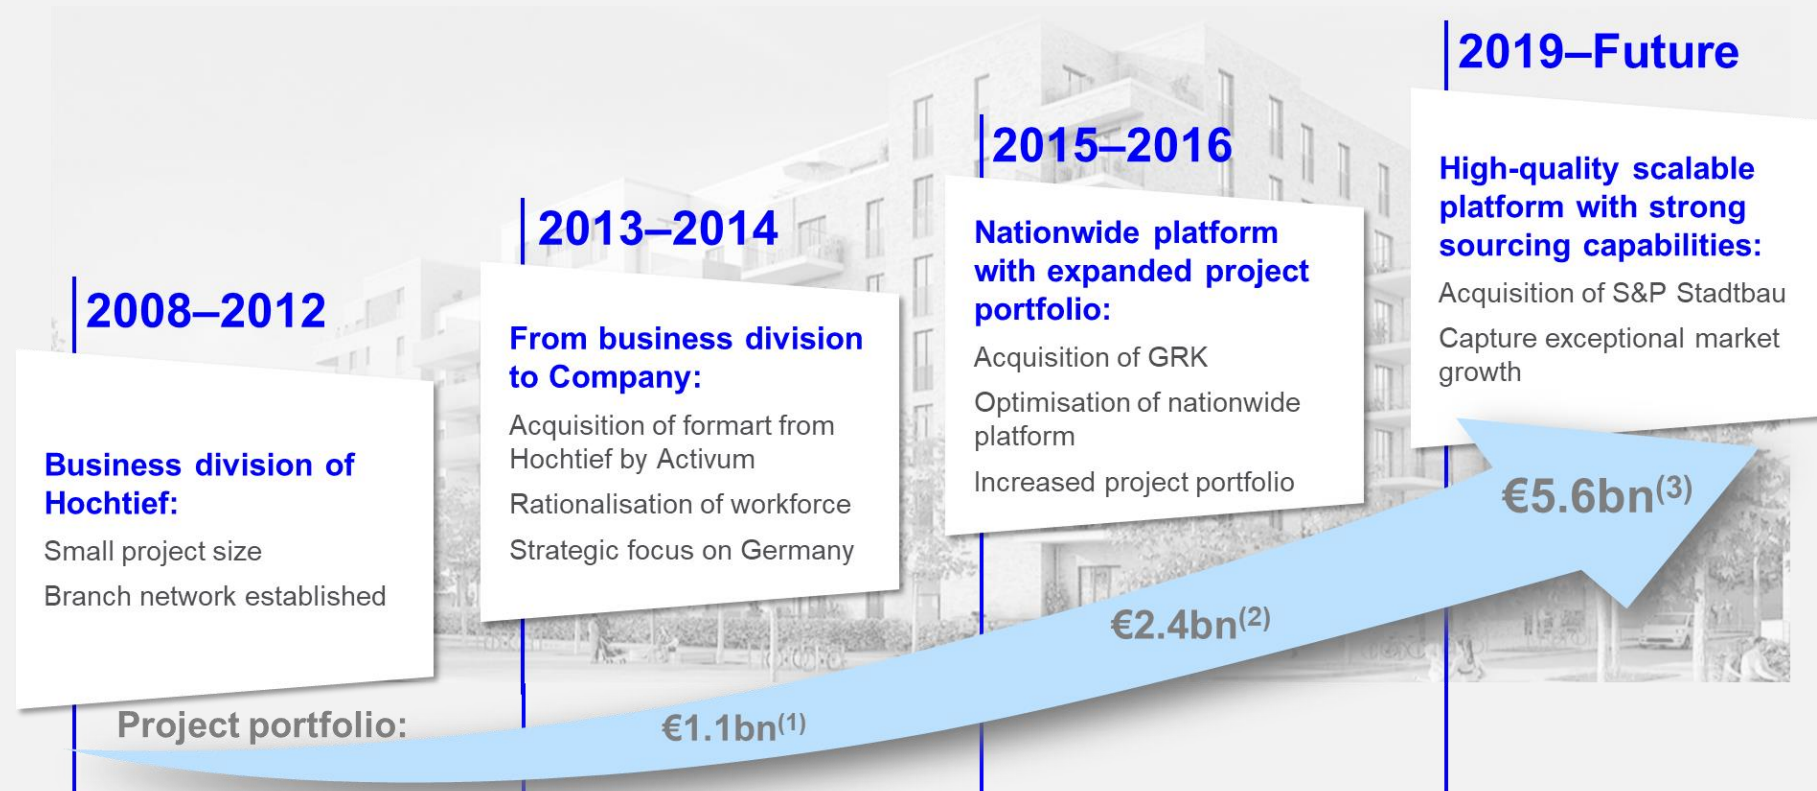 2008–2012
Business division of
Hochtief:
Small project size
Branch network established
2013–2014
From business division
to Company:
Acquisition of formart from
Hochtief by Activum
Rationalisation of workforce
Strategic focus on Germany
2015–2016
Nationwide platform
with expanded project
portfolio:
Acquisition of GRK
Optimisation of nationwide
platform
Increased project portfolio
2019–Future
High-quality scalable
platform with strong
sourcing capabilities:
Acquisition of S&P Stadtbau
Capture exceptional market
growth
Project portfolio:
€1.1bn(1)
€2.4bn(2)
€5.6bn(3)